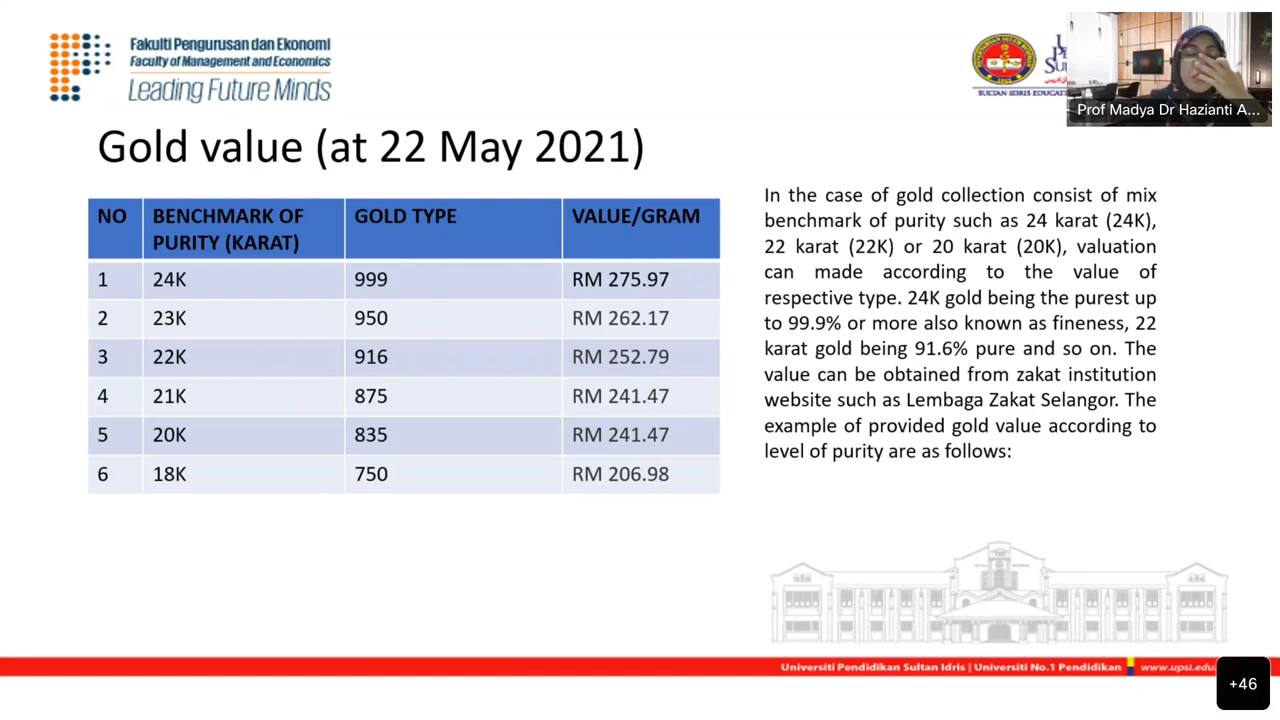 Fakulti Pengurusan dan Ekonomi
Faculty of Management and Economics
Leading Future Minds
SULTAN IDRIS EDUCAT
Prof Madya Dr Hazianti A...
Gold value (at 22 May 2021)
NO BENCHMARK OF PURITY (KARAT) GOLD TYPE VALUE/GRAM
1 24K 999 RM 275.97
2 23K 950 RM 262.17
3 22K 916 RM 252.79
4 21K 875 RM 241.47
5 20K 835 RM 241.47
6 18K 750 RM 206.98
In the case of gold collection consist of mix
benchmark of purity such as 24 karat (24K),
22 karat (22K) or 20 karat (20K), valuation
can made according to the value of
respective type. 24K gold being the purest up
to 99.9% or more also known as fineness, 22
karat gold being 91.6% pure and so on. The
value can be obtained from zakat institution
website such as Lembaga Zakat Selangor. The
example of provided gold value according to
level of purity are as follows:
Universiti Pendidikan Sultan Idris | Universiti No.1 Pendidikan www.upsi.edu.
+46